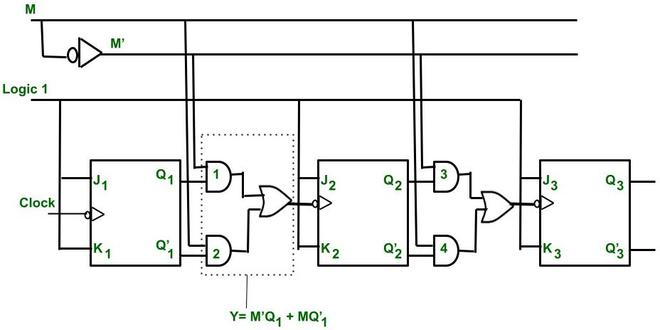 M
M'
Logic 1
J1 Q1 1 J2 Q2 3 J3 Q3
Clock
K1 Q'1 2 K2 Q'2 4 K3 Q'3
Y= M'Q1 + MQ'1